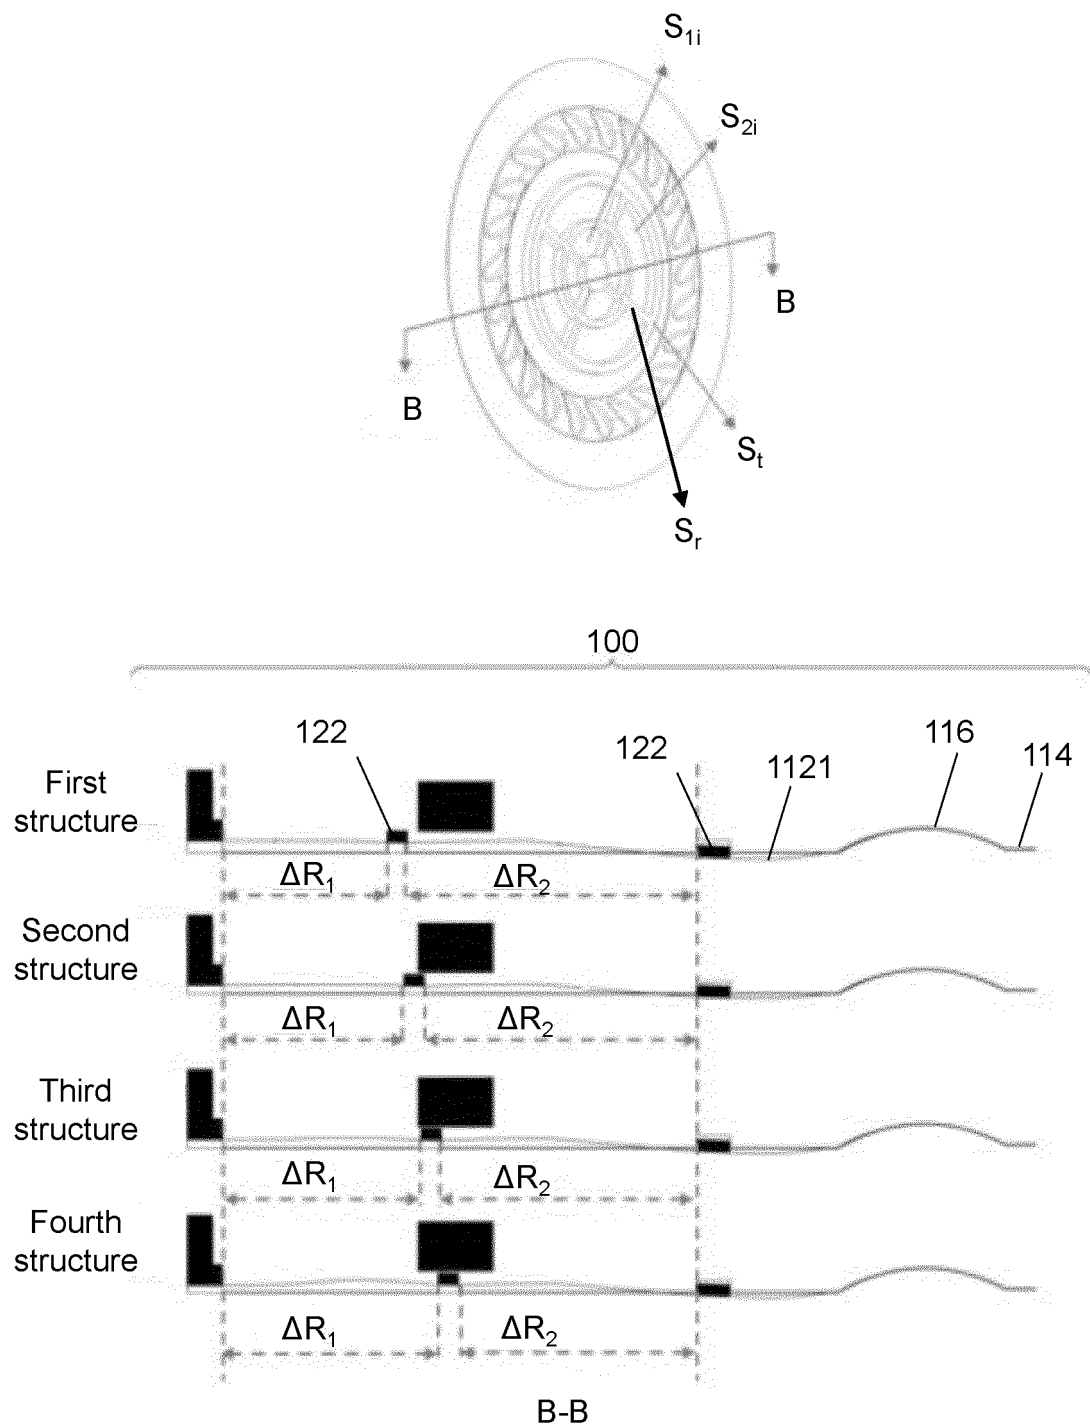 S1i
S2i
B
B
St
Sr
100
122
122
1121
116
114
First
structure
ΔR1
ΔR2
Second
structure
ΔR1
ΔR2
Third
structure
ΔR1
ΔR2
Fourth
structure
ΔR1
ΔR2
B-B